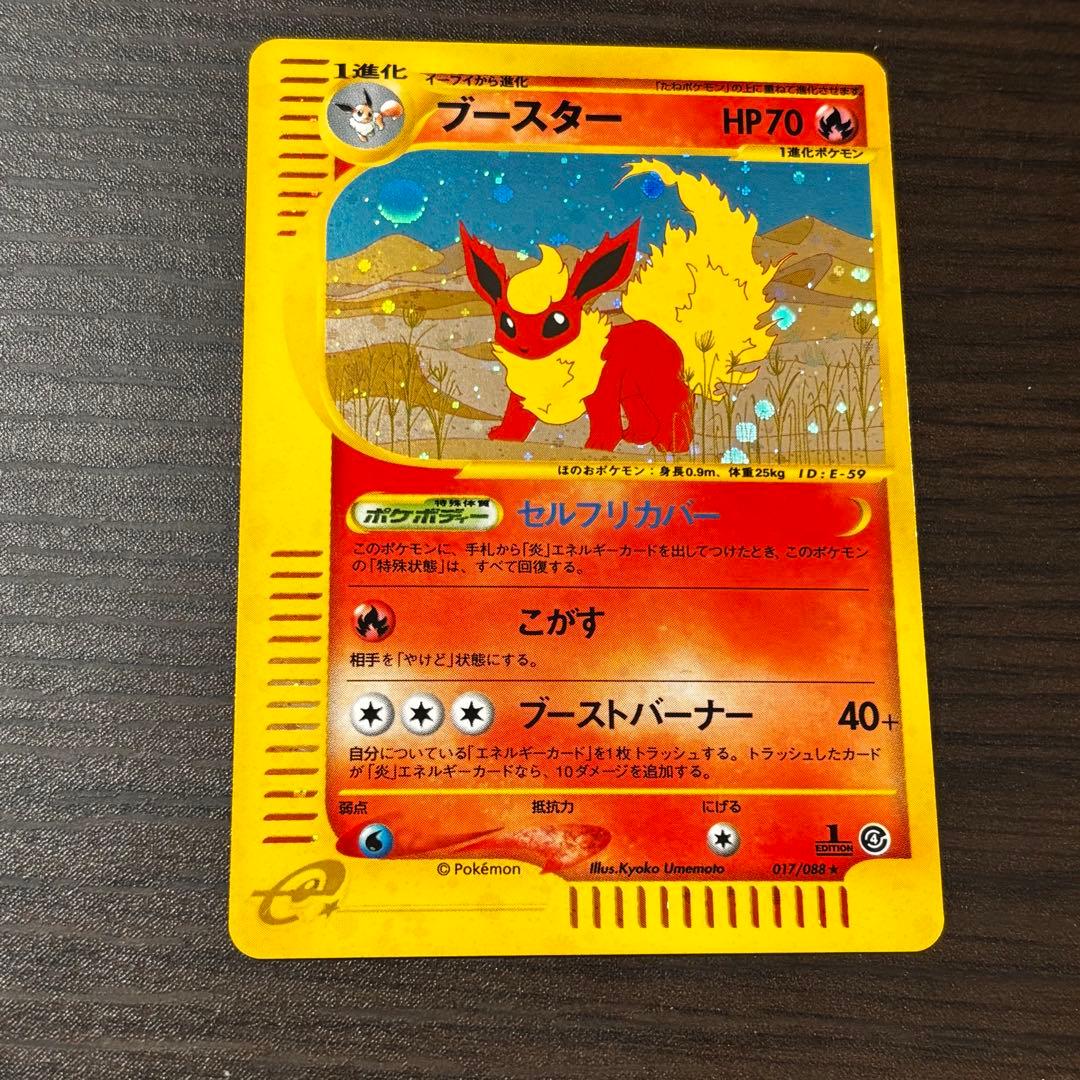 1進化
イーブイから進化
「たねポケモン」の上に重ねて進化させます。
ブースター
HP70
1進化ポケモン
ほのおポケモン:身長0.9m、体重25kg ID:E-59
特殊体質
ポケボディー
セルフリカバー
このポケモンに、手札から「炎」エネルギーカードを出してつけたとき、このポケモン
の「特殊状態」は、すべて回復する。
こがす
相手を「やけど」状態にする。
ブーストバーナー 40+
自分についている「エネルギーカード」を1枚トラッシュする。トラッシュしたカード
が「炎」エネルギーカードなら、10ダメージを追加する。
弱点 抵抗力 にげる
1
EDITION
4
© Pokémon Illus.Kyoko Umemoto 017/088★
e